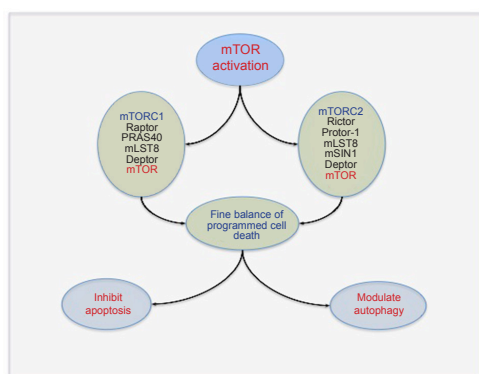 mTOR
activation
mTORC1
Raptor
PRAS40
mLST8
Deptor
mTOR
mTORC2
Rictor
Protor-1
mLST8
mSIN1
Deptor
mTOR
Fine balance of
programmed cell
death
Inhibit
apoptosis
Modulate
autophagy